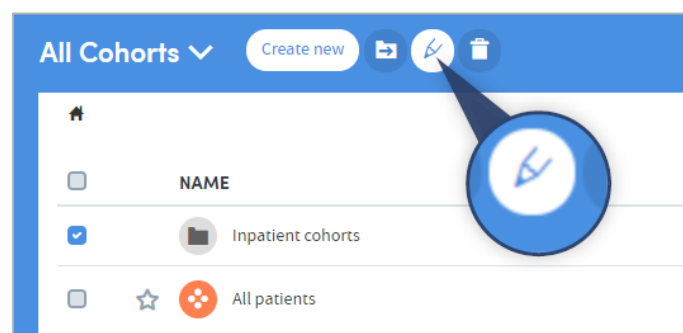 All Cohorts
Create new
NAME
Inpatient cohorts
All patients